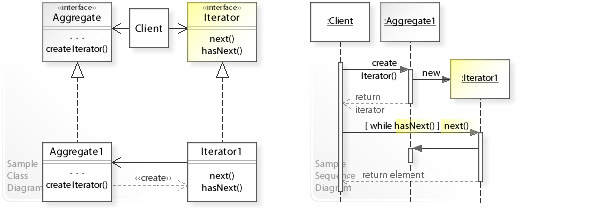 «interface»
Aggregate
- - -
createIterator()
Client
«interface»
Iterator
next()
hasNext()
Aggregate1
- - -
createIterator()
Iterator1
next()
hasNext()
«create»
Sample
Class
Diagram
:Client
:Aggregate1
create
Iterator()
new
:Iterator1
return
iterator
[ while hasNext() ] next()
return element
Sample
Sequence
Diagram